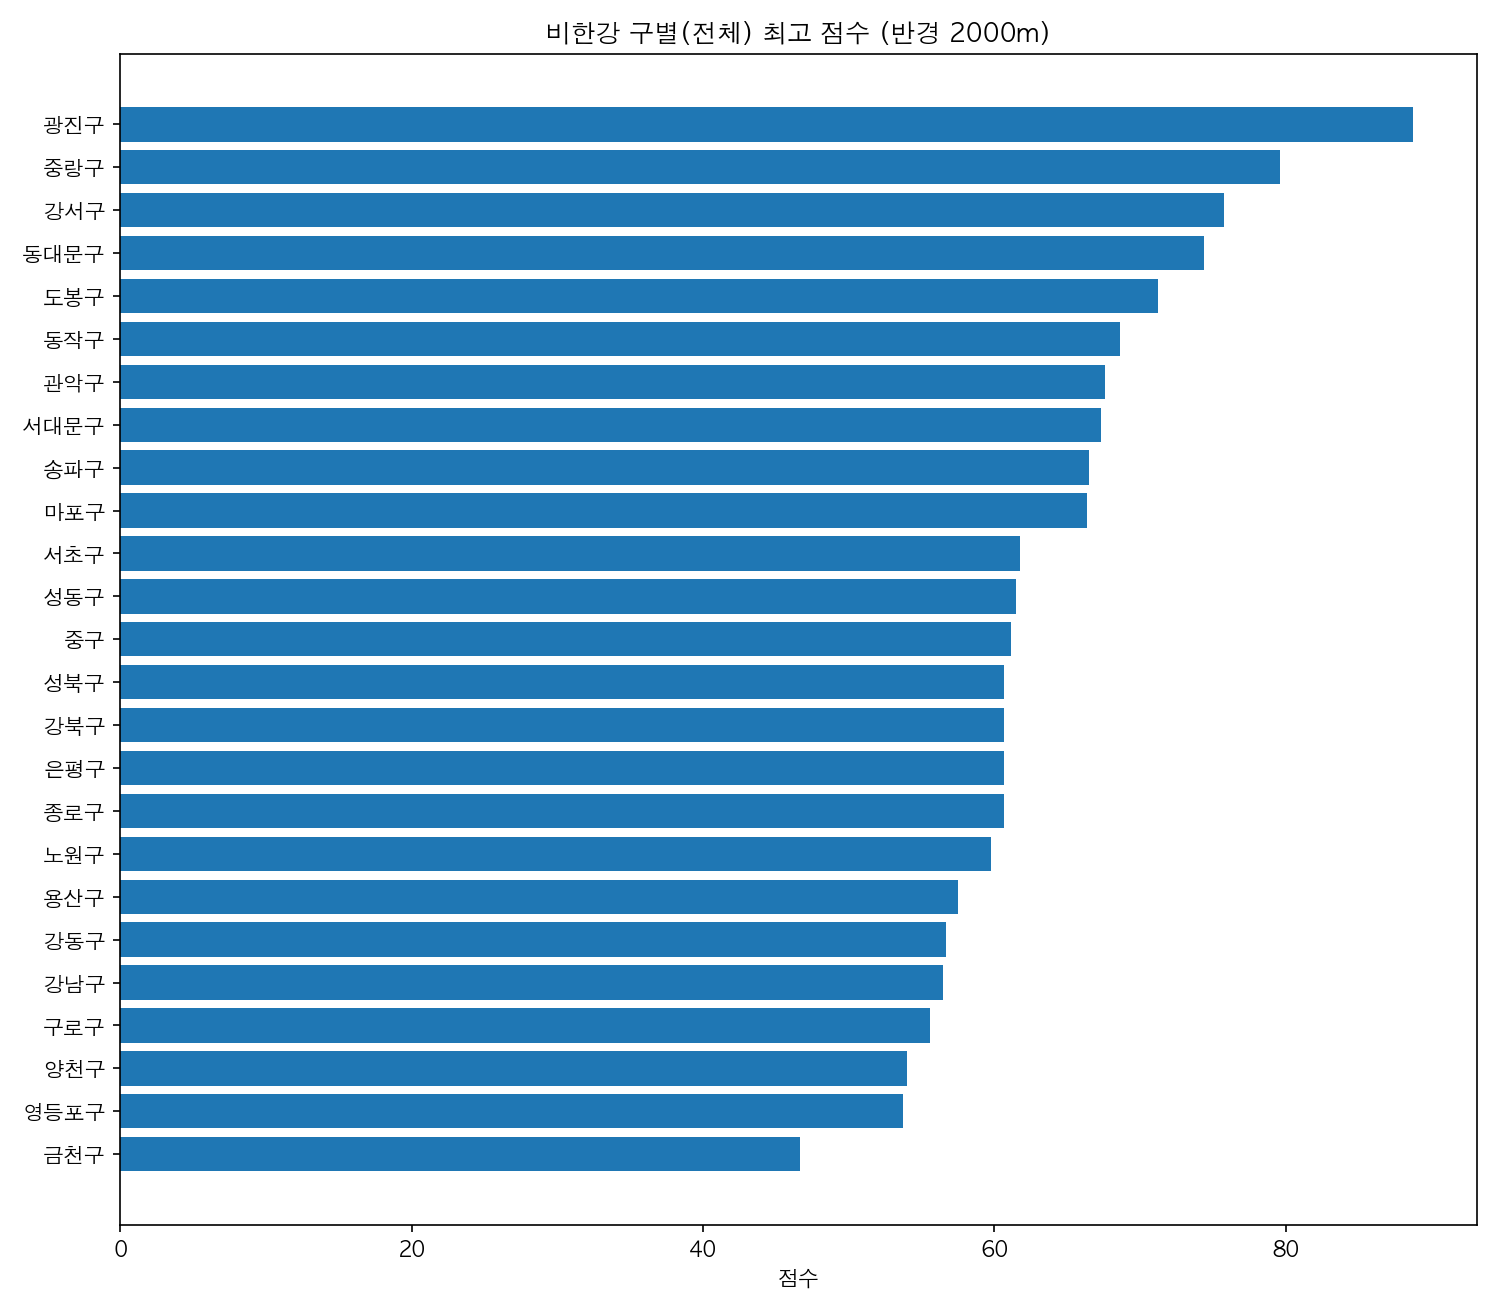 비한강 구별(전체) 최고 점수 (반경 2000m)
광진구
중랑구
강서구
동대문구
도봉구
동작구
관악구
서대문구
송파구
마포구
서초구
성동구
중구
성북구
강북구
은평구
종로구
노원구
용산구
강동구
강남구
구로구
양천구
영등포구
금천구
0 20 40 60 80
점수